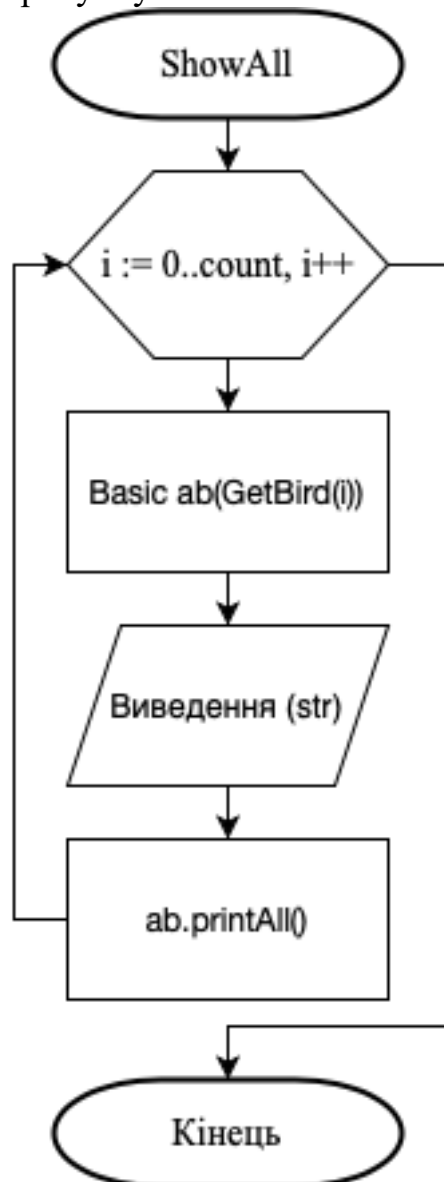 ShowAll
i := 0..count, i++
Basic ab(GetBird(i))
Виведення (str)
ab.printAll()
Кінець